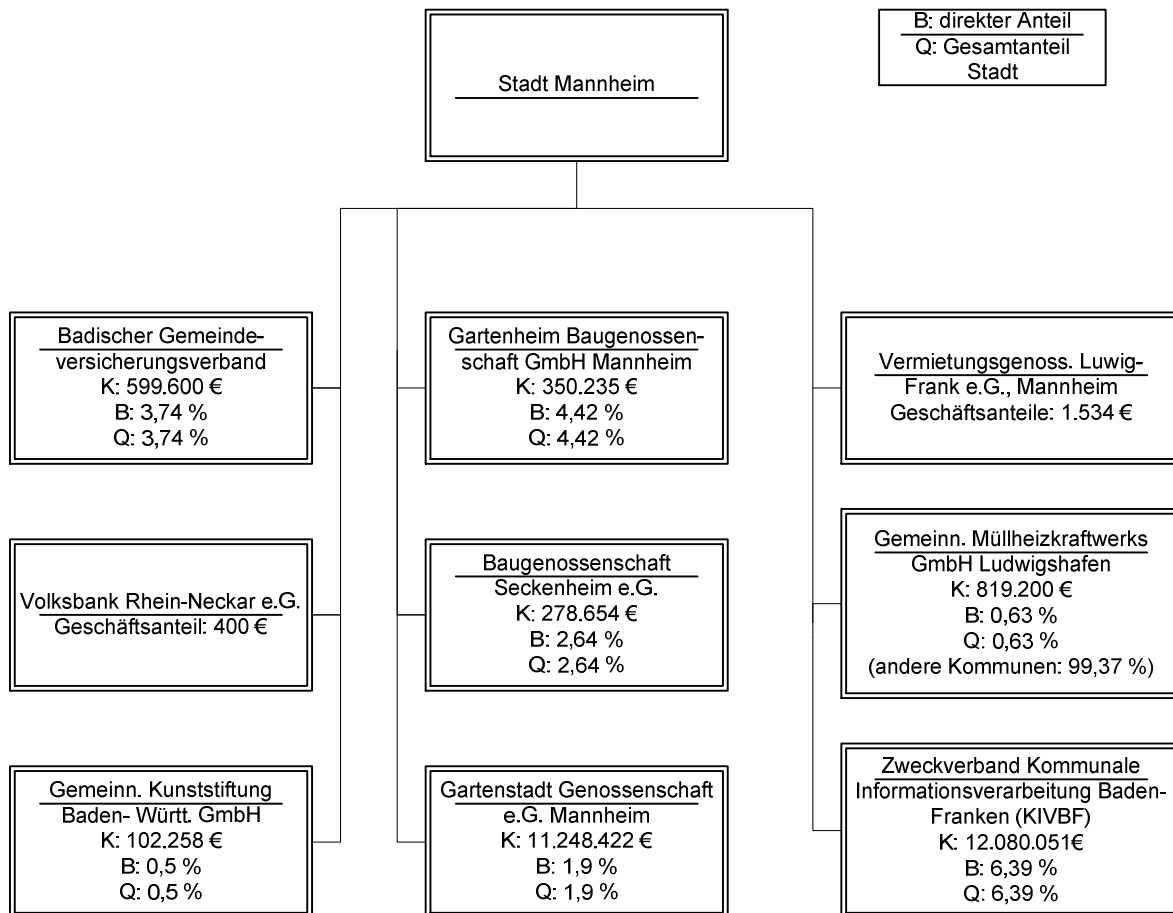 Stadt Mannheim
B: direkter Anteil
Q: Gesamtanteil
Stadt
Badischer Gemeinde-
versicherungsverband
K: 599.600 €
B: 3,74 %
Q: 3,74 %
Gartenheim Baugenossen-
schaft GmbH Mannheim
K: 350.235 €
B: 4,42 %
Q: 4,42 %
Vermietungsgenoss. Luwig-
Frank e.G., Mannheim
Geschäftsanteile: 1.534 €
Volksbank Rhein-Neckar e.G.
Geschäftsanteil: 400 €
Baugenossenschaft
Seckenheim e.G.
K: 278.654 €
B: 2,64 %
Q: 2,64 %
Gemeinn. Müllheizkraftwerks
GmbH Ludwigshafen
K: 819.200 €
B: 0,63 %
Q: 0,63 %
(andere Kommunen: 99,37 %)
Gemeinn. Kunststiftung
Baden- Württ. GmbH
K: 102.258 €
B: 0,5 %
Q: 0,5 %
Gartenstadt Genossenschaft
e.G. Mannheim
K: 11.248.422 €
B: 1,9 %
Q: 1,9 %
Zweckverband Kommunale
Informationsverarbeitung Baden-
Franken (KIVBF)
K: 12.080.051€
B: 6,39 %
Q: 6,39 %